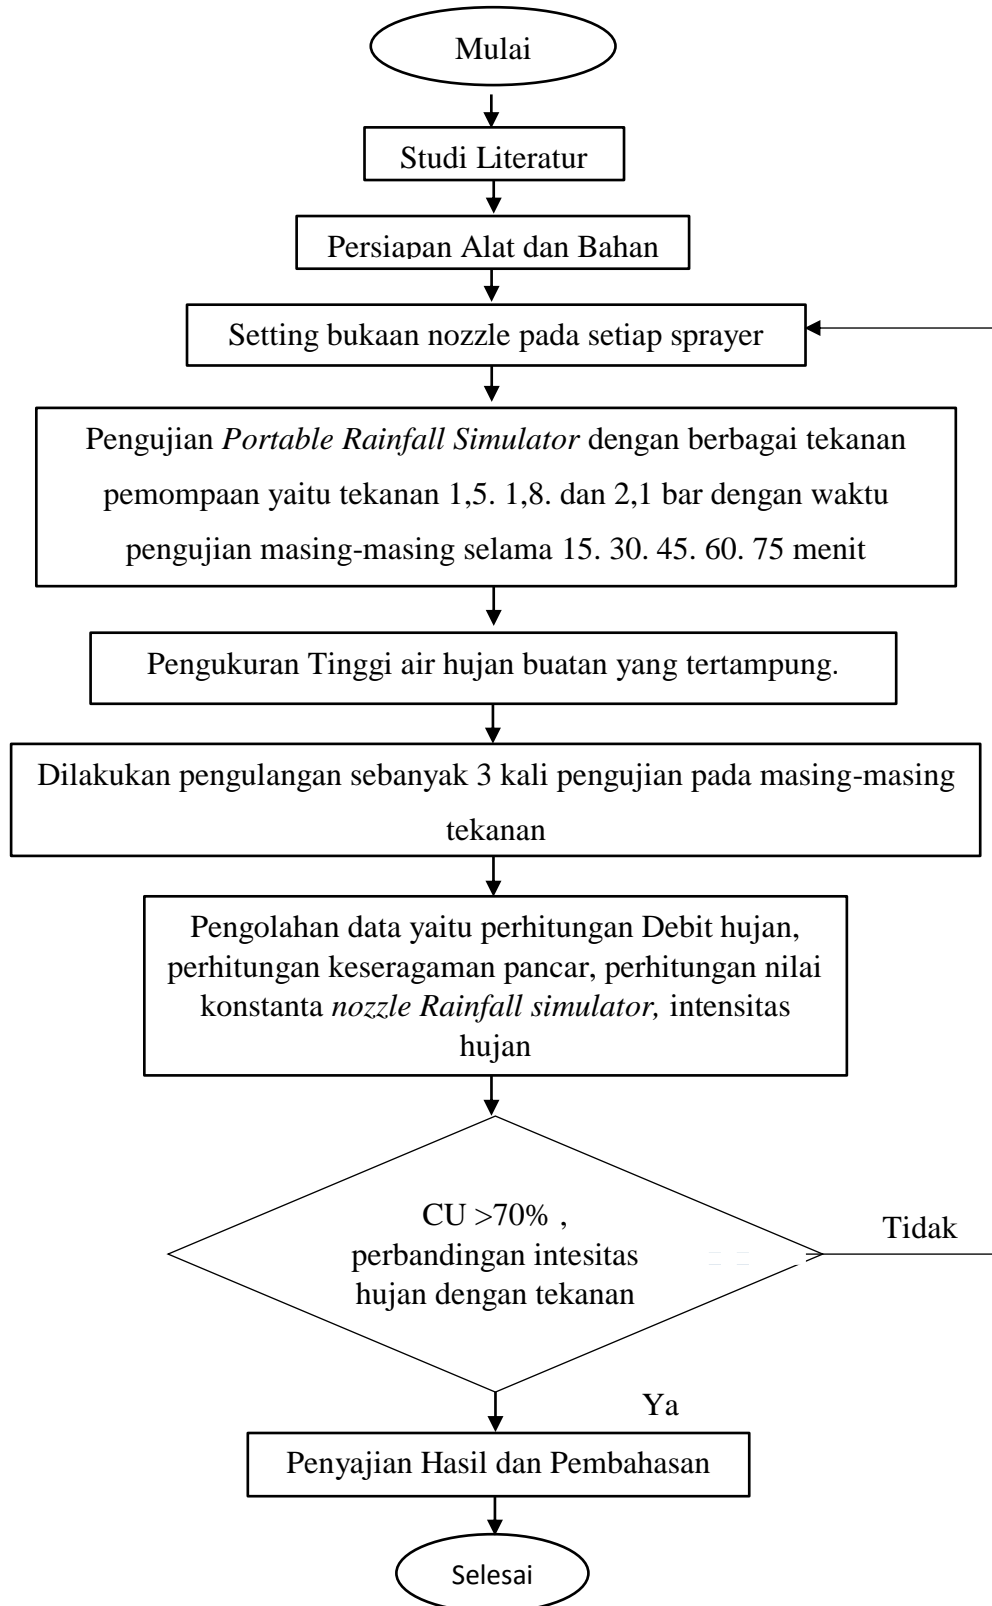 Mulai
Studi Literatur
Persiapan Alat dan Bahan
Setting bukaan nozzle pada setiap sprayer
Pengujian Portable Rainfall Simulator dengan berbagai tekanan
pemompaan yaitu tekanan 1,5. 1,8. dan 2,1 bar dengan waktu
pengujian masing-masing selama 15. 30. 45. 60. 75 menit
Pengukuran Tinggi air hujan buatan yang tertampung.
Dilakukan pengulangan sebanyak 3 kali pengujian pada masing-masing
tekanan
Pengolahan data yaitu perhitungan Debit hujan,
perhitungan keseragaman pancar, perhitungan nilai
konstanta nozzle Rainfall simulator, intensitas
hujan
CU >70% ,
perbandingan intesitas
hujan dengan tekanan
Tidak
Ya
Penyajian Hasil dan Pembahasan
Selesai